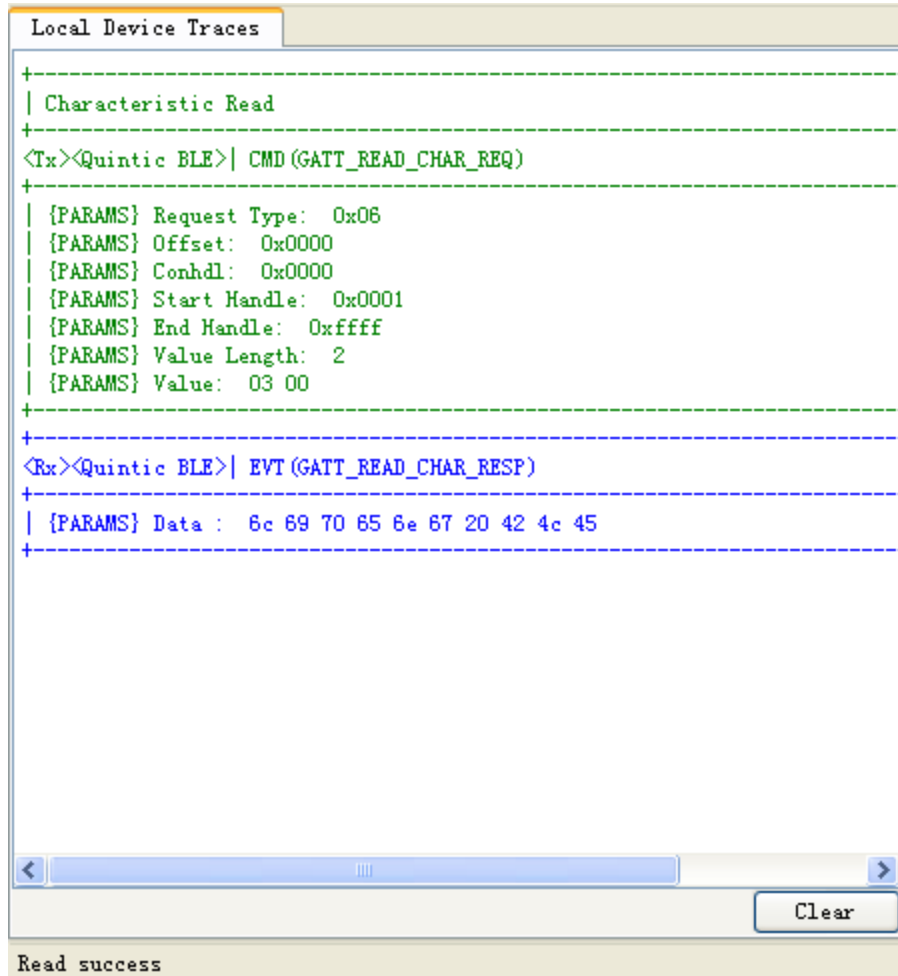 Local Device Traces
+------------------------------------------------------------------------
| Characteristic Read
+------------------------------------------------------------------------
<Tx><Quintic BLE>| CMD(GATT_READ_CHAR_REQ)
+------------------------------------------------------------------------
| {PARAMS} Request Type:  0x06
| {PARAMS} Offset:  0x0000
| {PARAMS} Conhdl:  0x0000
| {PARAMS} Start Handle:  0x0001
| {PARAMS} End Handle:  0xffff
| {PARAMS} Value Length:  2
| {PARAMS} Value:  03 00
+------------------------------------------------------------------------
+------------------------------------------------------------------------
<Rx><Quintic BLE>| EVT(GATT_READ_CHAR_RESP)
+------------------------------------------------------------------------
| {PARAMS} Data :  6c 69 70 65 6e 67 20 42 4c 45
+------------------------------------------------------------------------
Clear
Read success